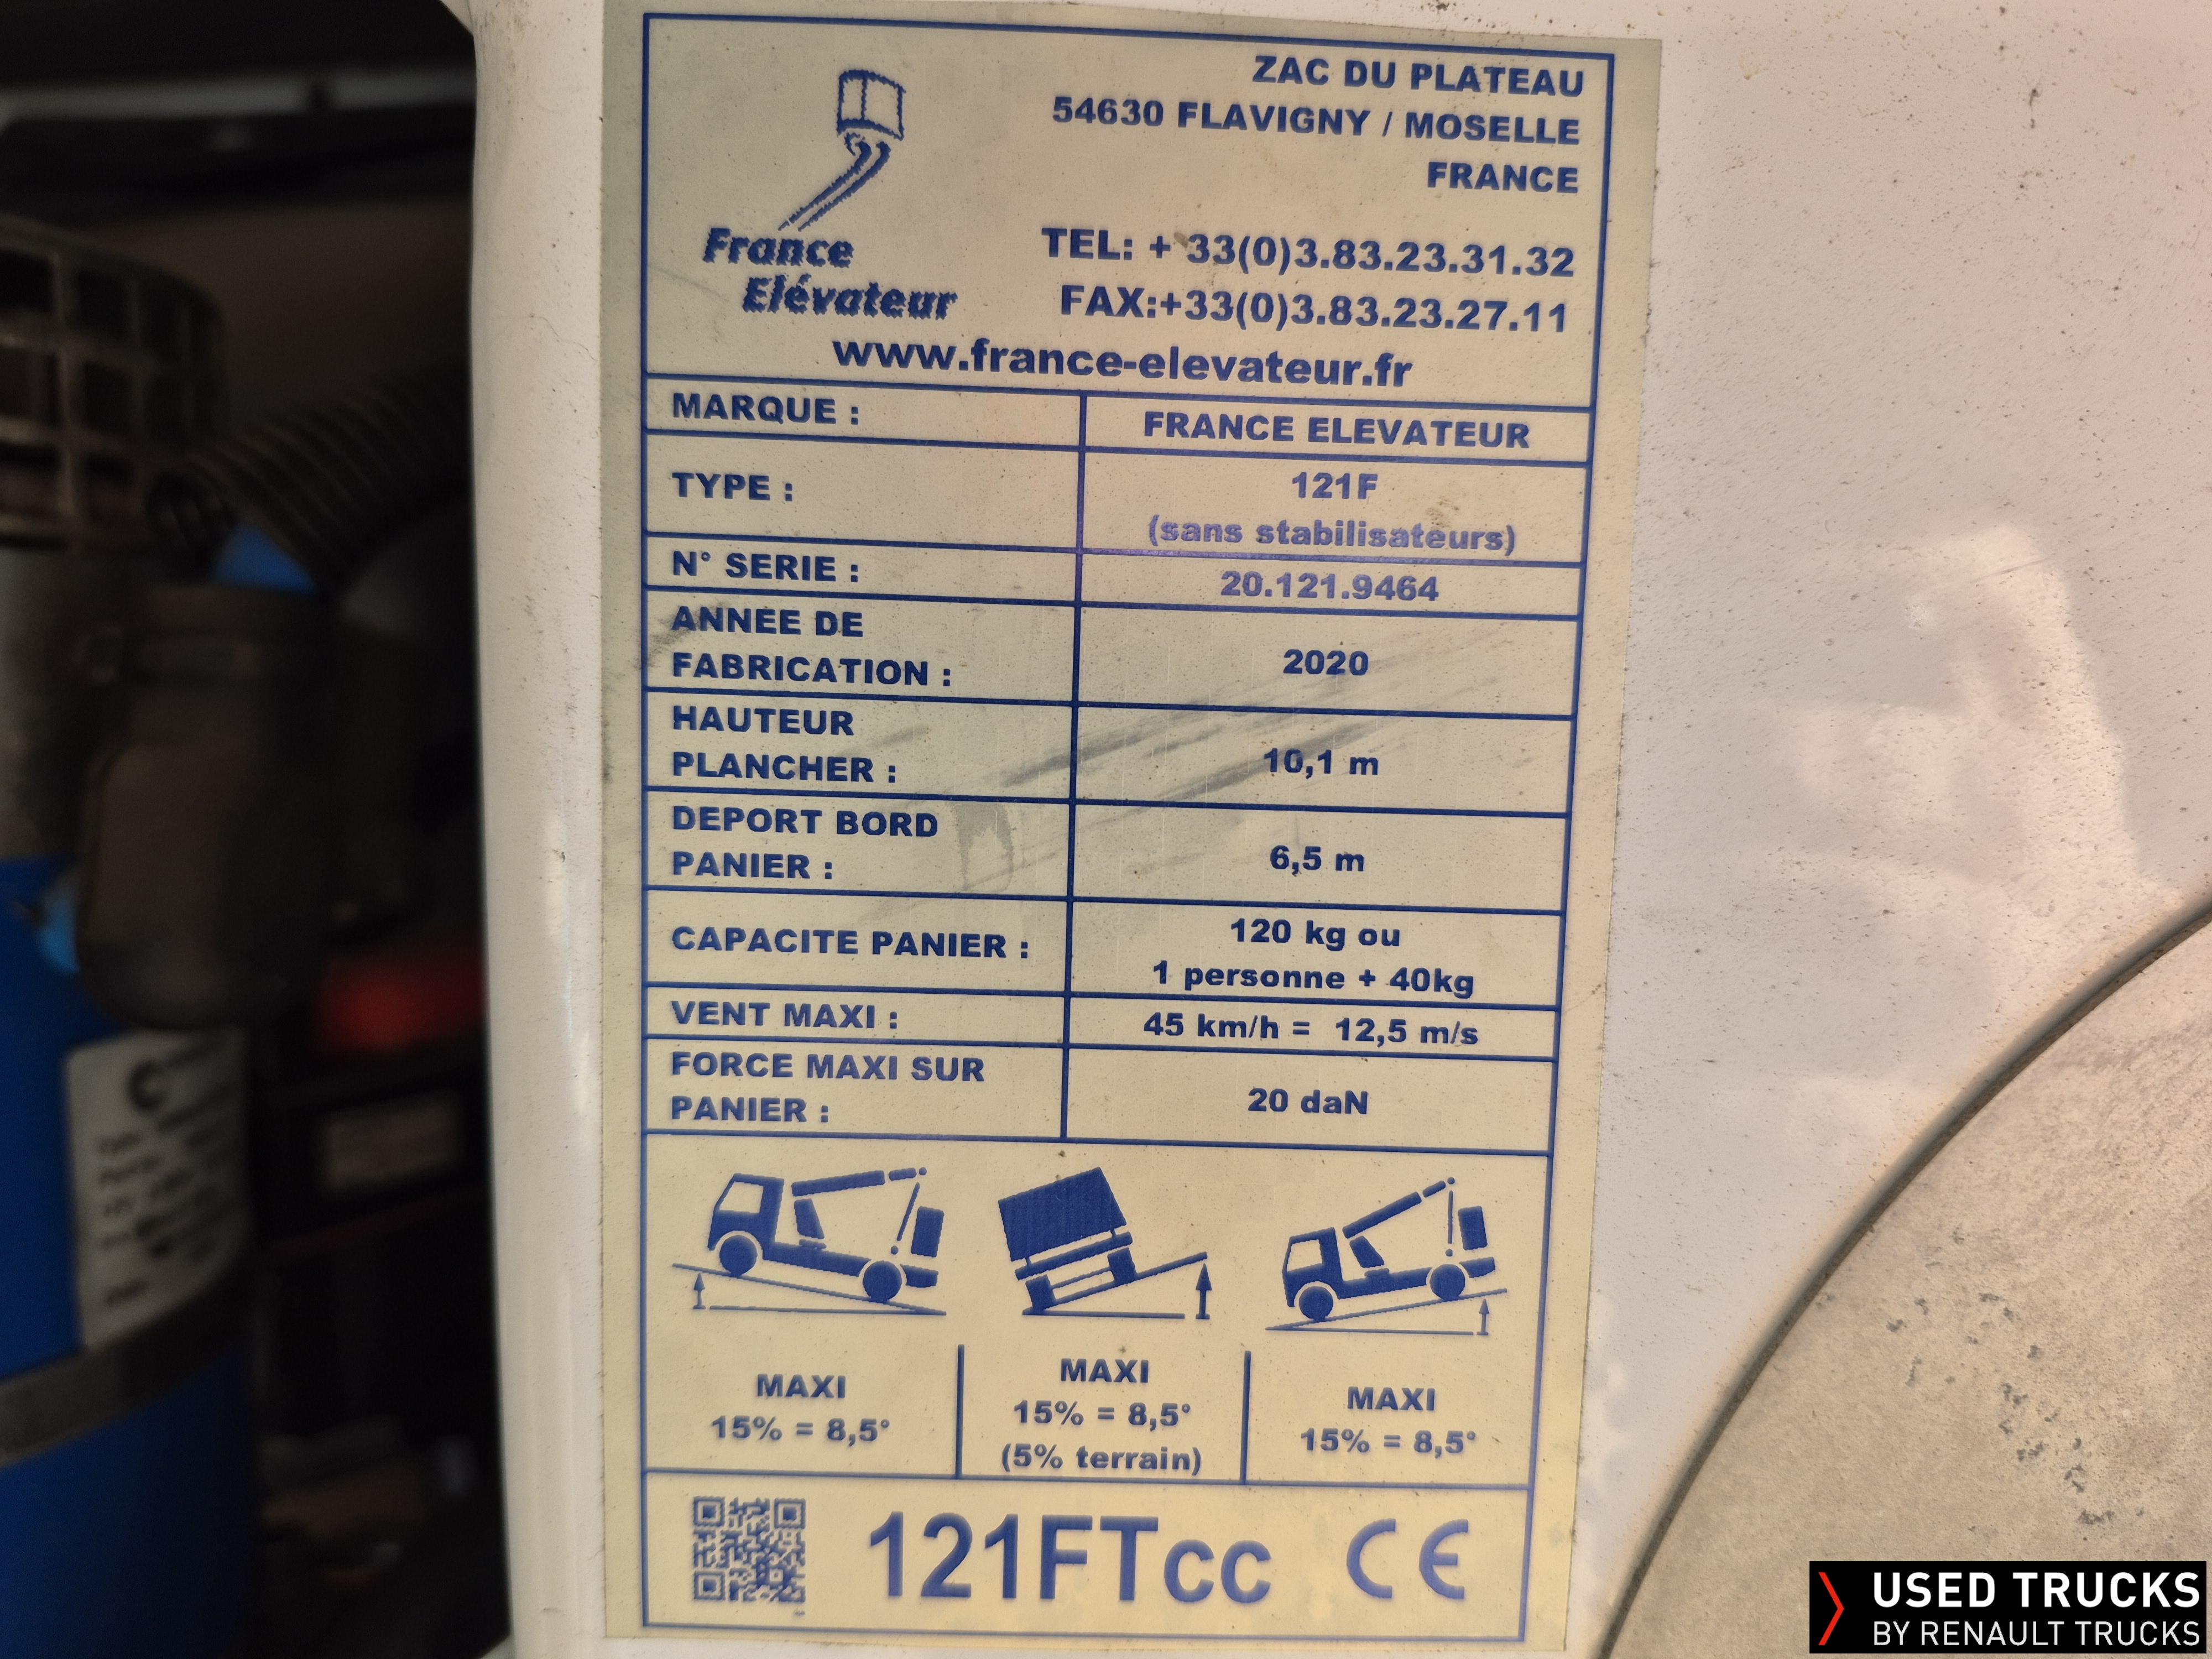 ZAC DU PLATEAU
54630 FLAVIGNY / MOSELLE
FRANCE
France
Elévateur
TEL: + 33(0)3.83.23.31.32
FAX:+33(0)3.83.23.27.11
www.france-elevateur.fr
MARQUE :
FRANCE ELEVATEUR
TYPE :
121F
(sans stabilisateurs)
N° SERIE :
20.121.9464
ANNEE DE
FABRICATION :
2020
HAUTEUR
PLANCHER :
10,1 m
DEPORT BORD
PANIER :
6,5 m
CAPACITE PANIER :
120 kg ou
1 personne + 40kg
VENT MAXI :
45 km/h = 12,5 m/s
FORCE MAXI SUR
PANIER :
20 daN
MAXI
15% = 8,5°
MAXI
15% = 8,5°
(5% terrain)
MAXI
15% = 8,5°
121FTcc CE
USED TRUCKS
BY RENAULT TRUCKS